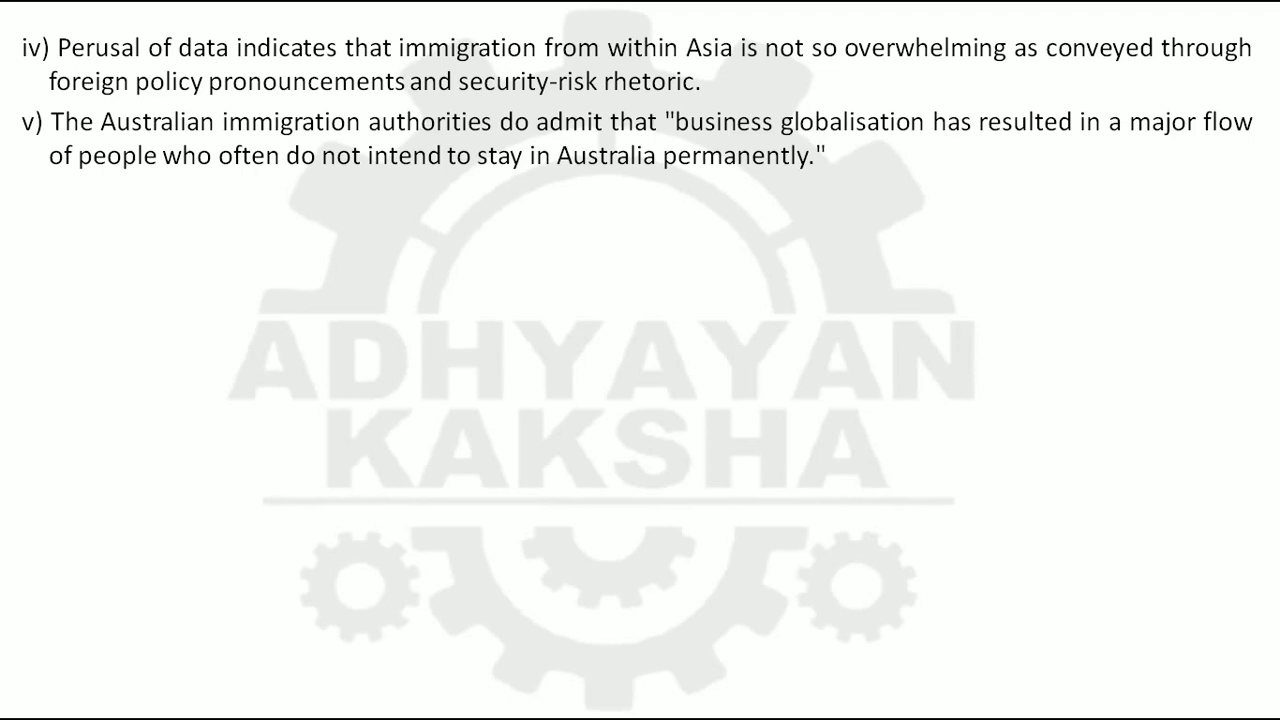 iv) Perusal of data indicates that immigration from within Asia is not so overwhelming as conveyed through
foreign policy pronouncements and security-risk rhetoric.
v) The Australian immigration authorities do admit that "business globalisation has resulted in a major flow
of people who often do not intend to stay in Australia permanently."
ADHYAYAN
KAKSHA